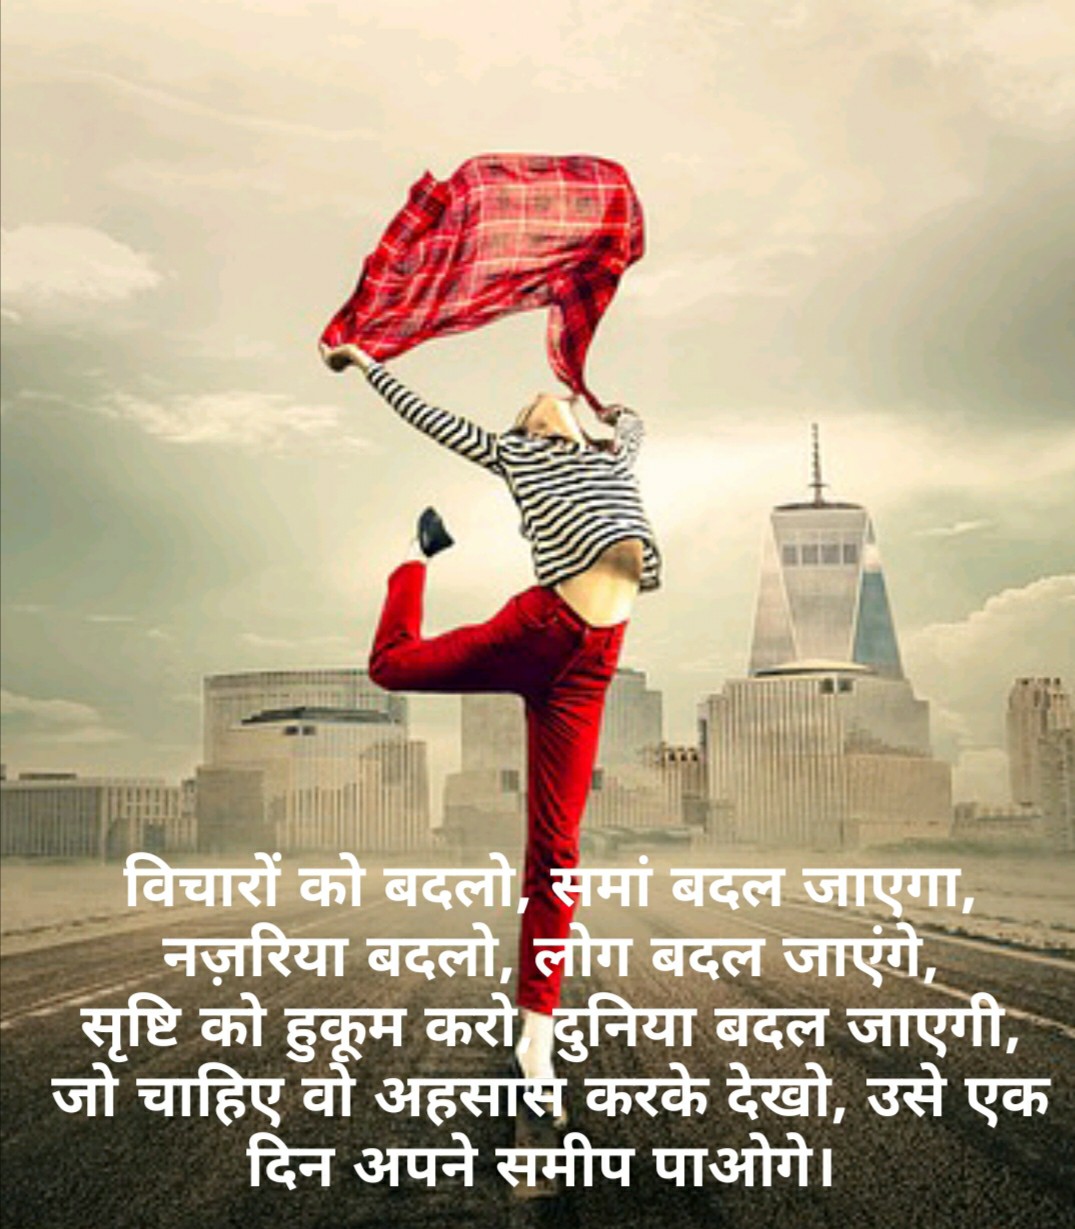 विचारों को बदलो, समां बदल जाएगा,
नज़रिया बदलो, लोग बदल जाएंगे,
सृष्टि को हुकूम करो, दुनिया बदल जाएगी,
जो चाहिए वो अहसास करके देखो, उसे एक
दिन अपने समीप पाओगे।